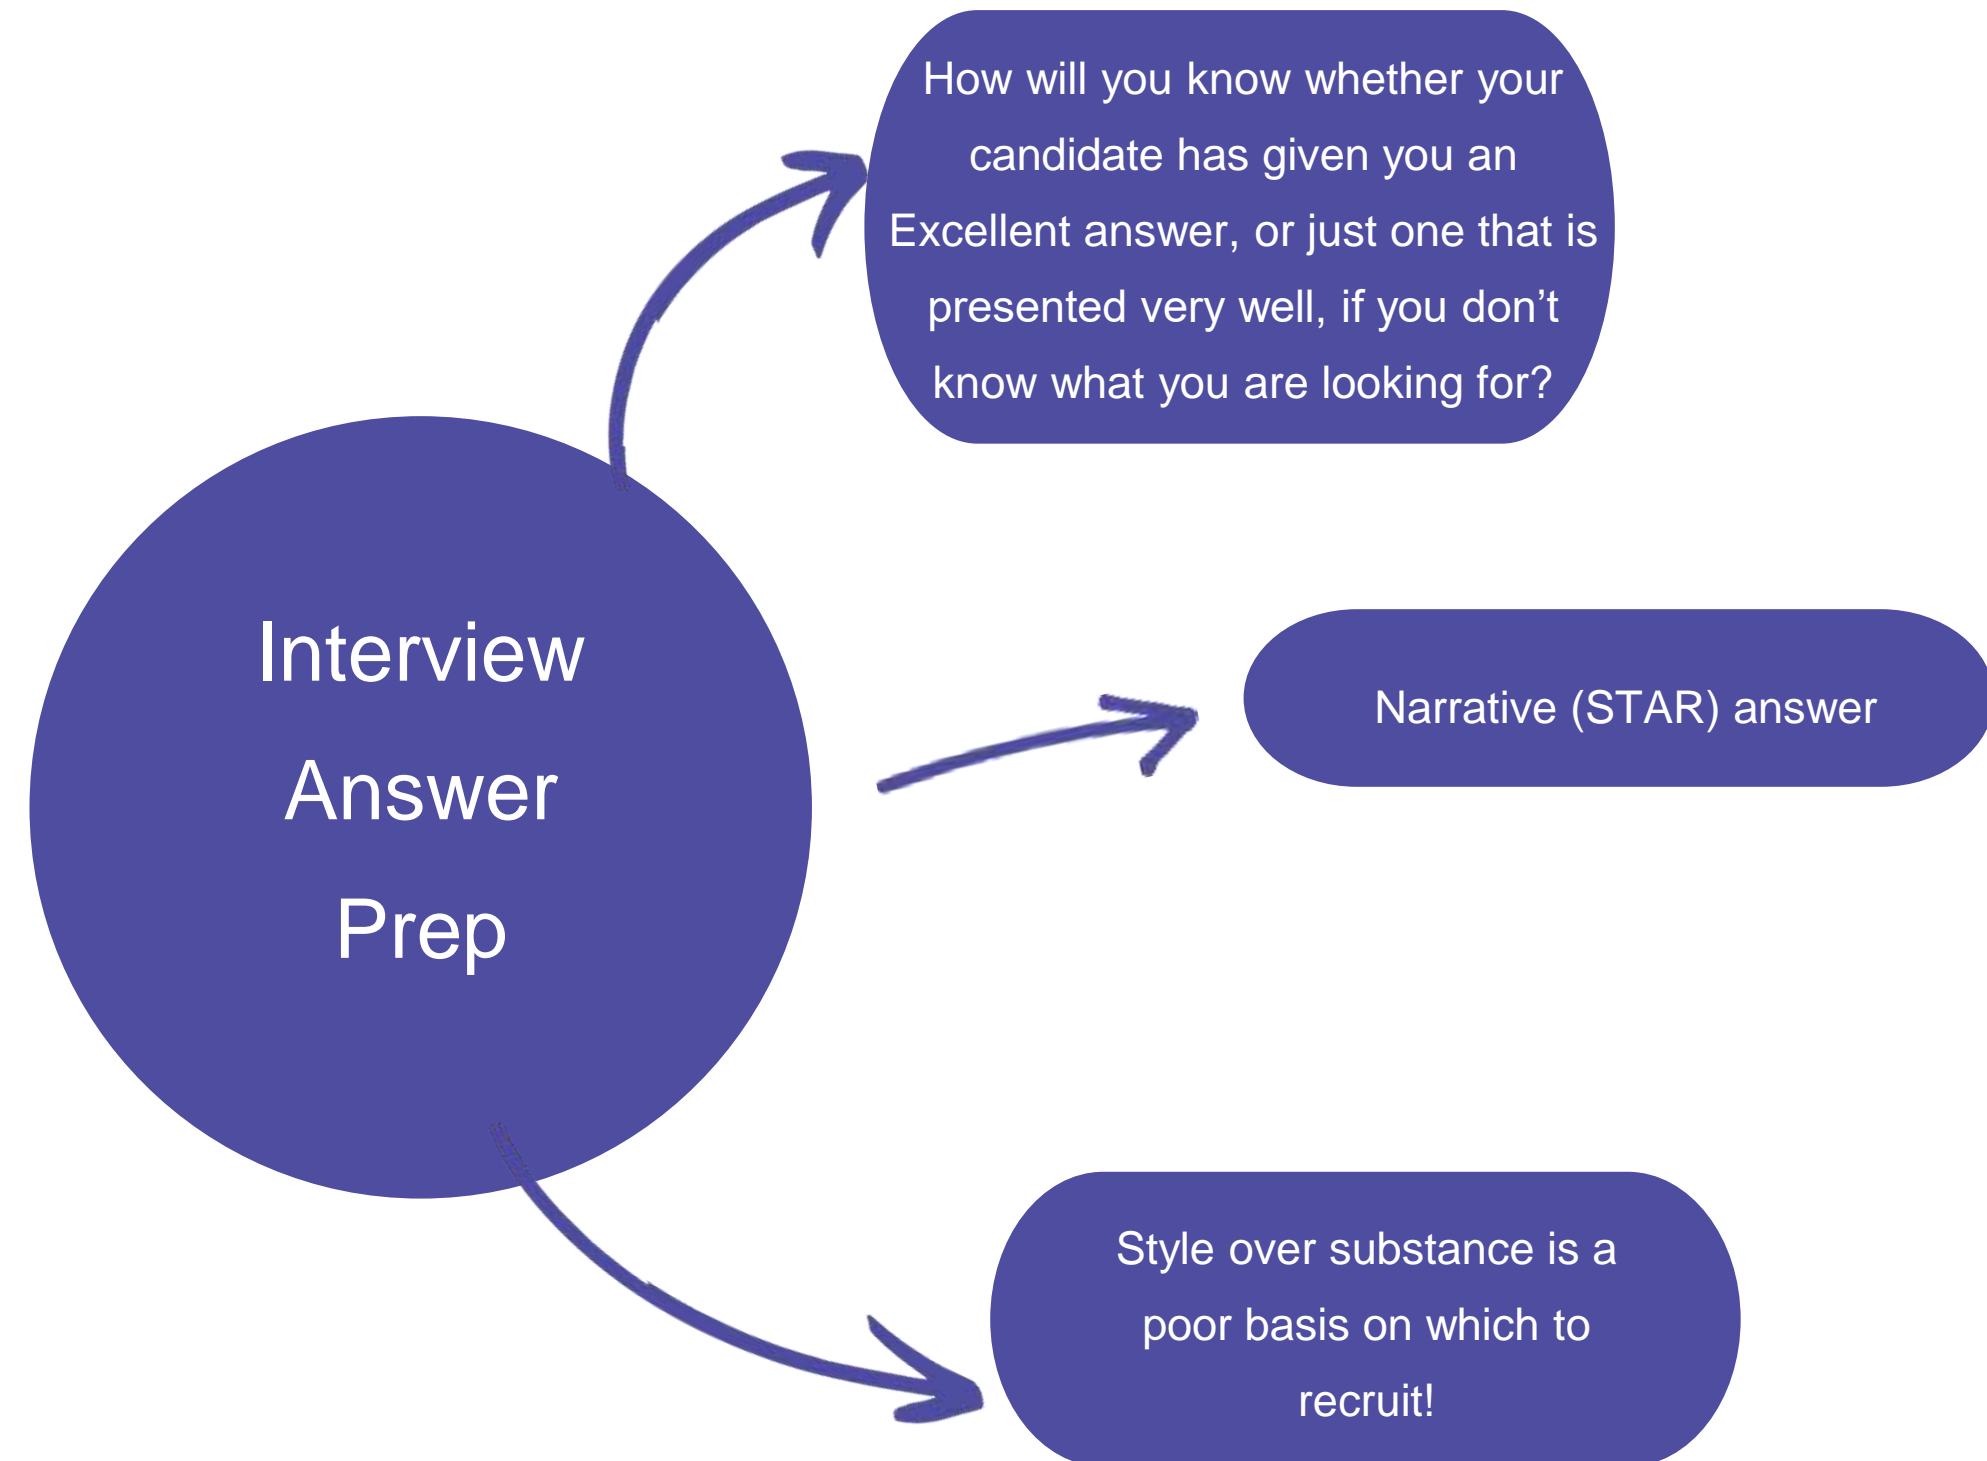 Interview
Answer
Prep
How will you know whether your
candidate has given you an
Excellent answer, or just one that is
presented very well, if you don’t
know what you are looking for?
Narrative (STAR) answer
Style over substance is a
poor basis on which to
recruit!